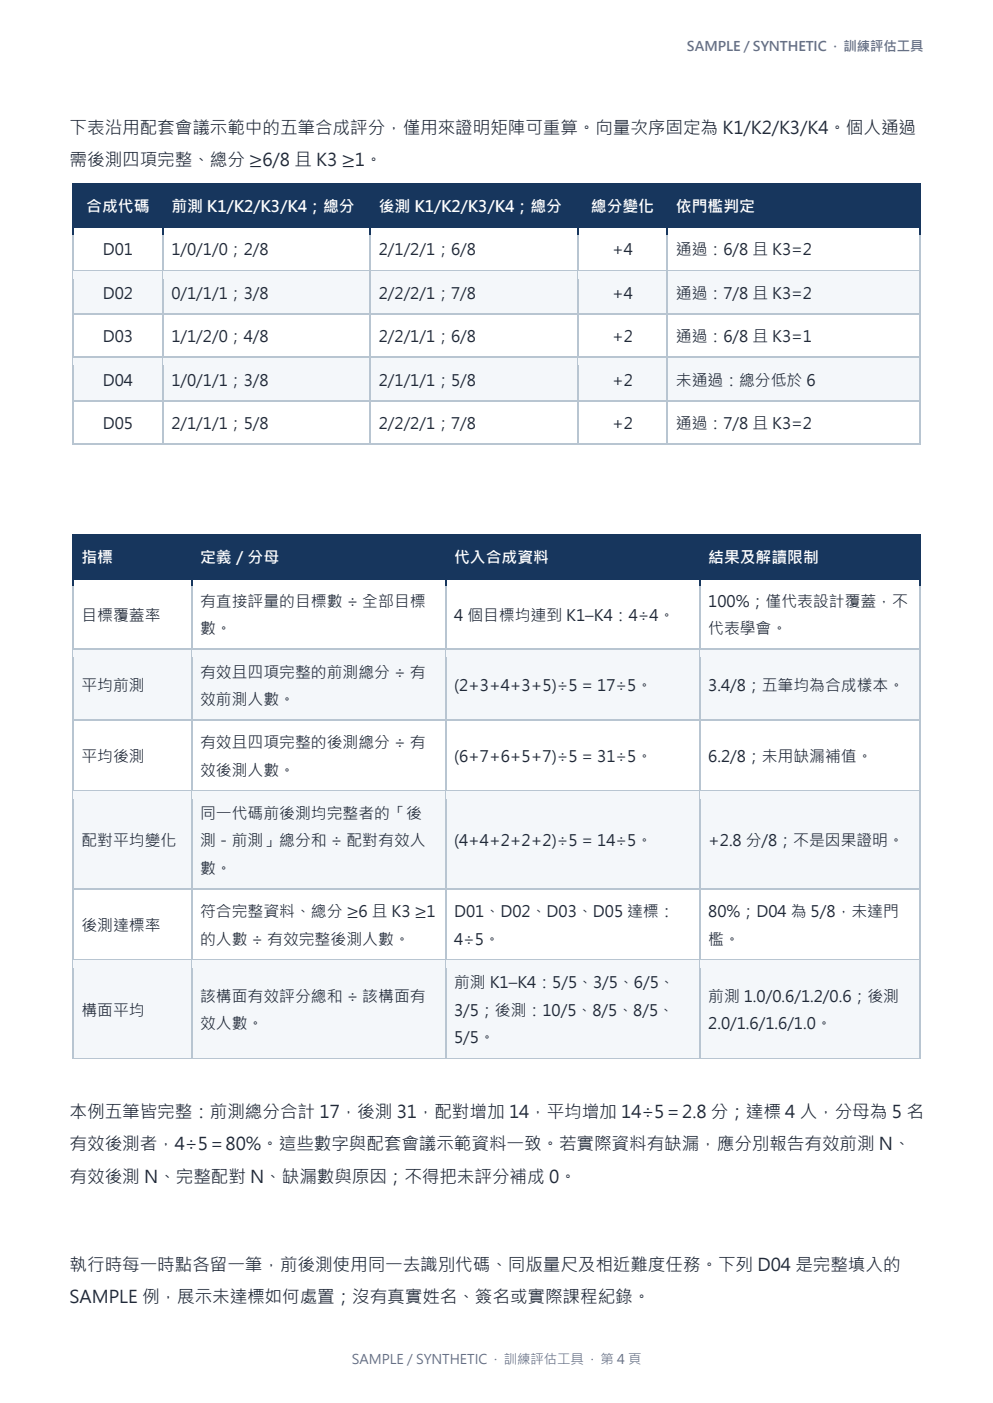 SAMPLE / SYNTHETIC · 訓練評估工具
下表沿用配套會議示範中的五筆合成評分，僅用來證明矩陣可重算。向量次序固定為 K1/K2/K3/K4。個人通過
需後測四項完整、總分 ≥6/8 且 K3 ≥1。
合成代碼 前測 K1/K2/K3/K4；總分 後測 K1/K2/K3/K4；總分 總分變化 依門檻判定
D01 1/0/1/0；2/8 2/1/2/1；6/8 +4 通過：6/8 且 K3=2
D02 0/1/1/1；3/8 2/2/2/1；7/8 +4 通過：7/8 且 K3=2
D03 1/1/2/0；4/8 2/2/1/1；6/8 +2 通過：6/8 且 K3=1
D04 1/0/1/1；3/8 2/1/1/1；5/8 +2 未通過：總分低於 6
D05 2/1/1/1；5/8 2/2/2/1；7/8 +2 通過：7/8 且 K3=2
指標 定義 / 分母 代入合成資料 結果及解讀限制
目標覆蓋率
有直接評量的目標數 ÷ 全部目標
數。
4 個目標均連到 K1–K4：4÷4。
100%；僅代表設計覆蓋，不
代表學會。
平均前測
有效且四項完整的前測總分 ÷ 有
效前測人數。
(2+3+4+3+5)÷5 = 17÷5。
3.4/8；五筆均為合成樣本。
平均後測
有效且四項完整的後測總分 ÷ 有
效後測人數。
(6+7+6+5+7)÷5 = 31÷5。
6.2/8；未用缺漏補值。
配對平均變化
同一代碼前後測均完整者的「後
測 - 前測」總分和 ÷ 配對有效人
數。
(4+4+2+2+2)÷5 = 14÷5。
+2.8 分/8；不是因果證明。
後測達標率
符合完整資料、總分 ≥6 且 K3 ≥1
的人數 ÷ 有效完整後測人數。
D01、D02、D03、D05 達標：
4÷5。
80%；D04 為 5/8，未達門
檻。
構面平均
該構面有效評分總和 ÷ 該構面有
效人數。
前測 K1–K4：5/5、3/5、6/5、
3/5；後測：10/5、8/5、8/5、
5/5。
前測 1.0/0.6/1.2/0.6；後測
2.0/1.6/1.6/1.0。
本例五筆皆完整：前測總分合計 17，後測 31，配對增加 14，平均增加 14÷5＝2.8 分；達標 4 人，分母為 5 名
有效後測者，4÷5＝80%。這些數字與配套會議示範資料一致。若實際資料有缺漏，應分別報告有效前測 N、
有效後測 N、完整配對 N、缺漏數與原因；不得把未評分補成 0。
執行時每一時點各留一筆，前後測使用同一去識別代碼、同版量尺及相近難度任務。下列 D04 是完整填入的
SAMPLE 例，展示未達標如何處置；沒有真實姓名、簽名或實際課程紀錄。
SAMPLE / SYNTHETIC · 訓練評估工具 · 第 4 頁